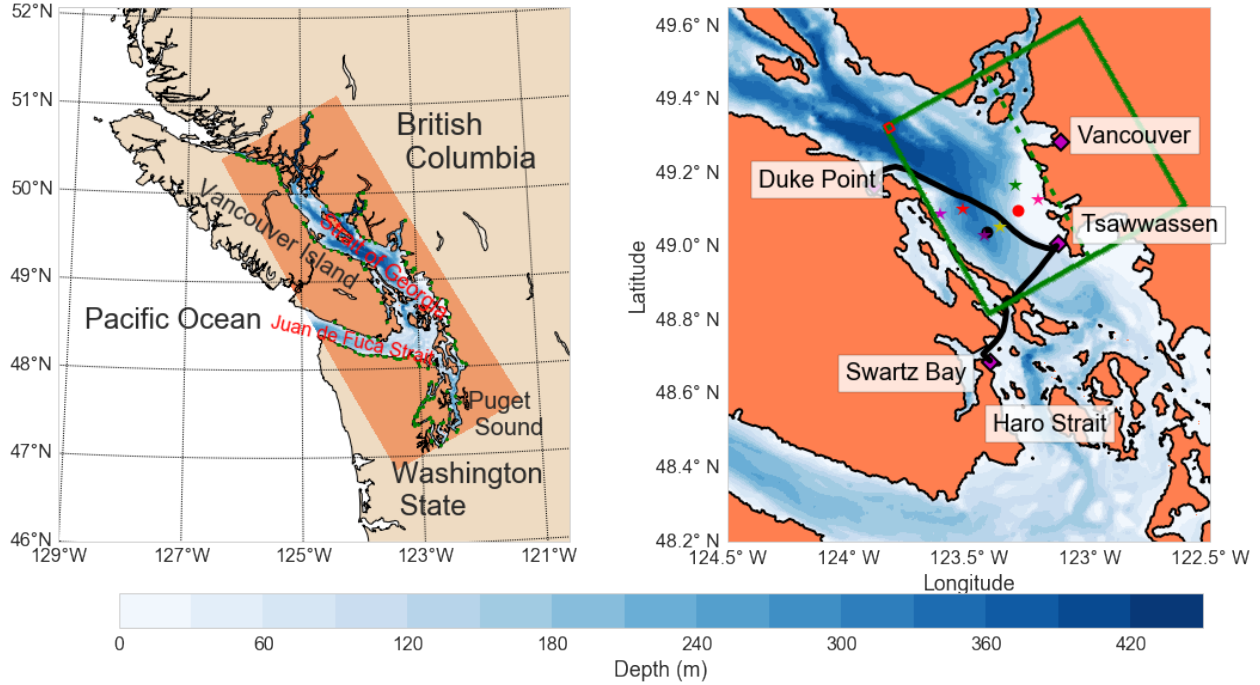 52°N
51°N
50°N
49°N
48°N
47°N
46°N
129°W
127°W
125°W
123°W
121°W
British
Columbia
Vancouver Island
Strait of Georgia
Pacific Ocean
Juan de Fuca Strait
Puget
Sound
Washington
State
49.6° N
49.4° N
49.2° N
49.0° N
48.8° N
48.6° N
48.4° N
48.2° N
Latitude
124.5° W
124° W
123.5° W
123° W
122.5° W
Longitude
Vancouver
Duke Point
Tsawwassen
Swartz Bay
Haro Strait
0
60
120
180
240
300
360
420
Depth (m)